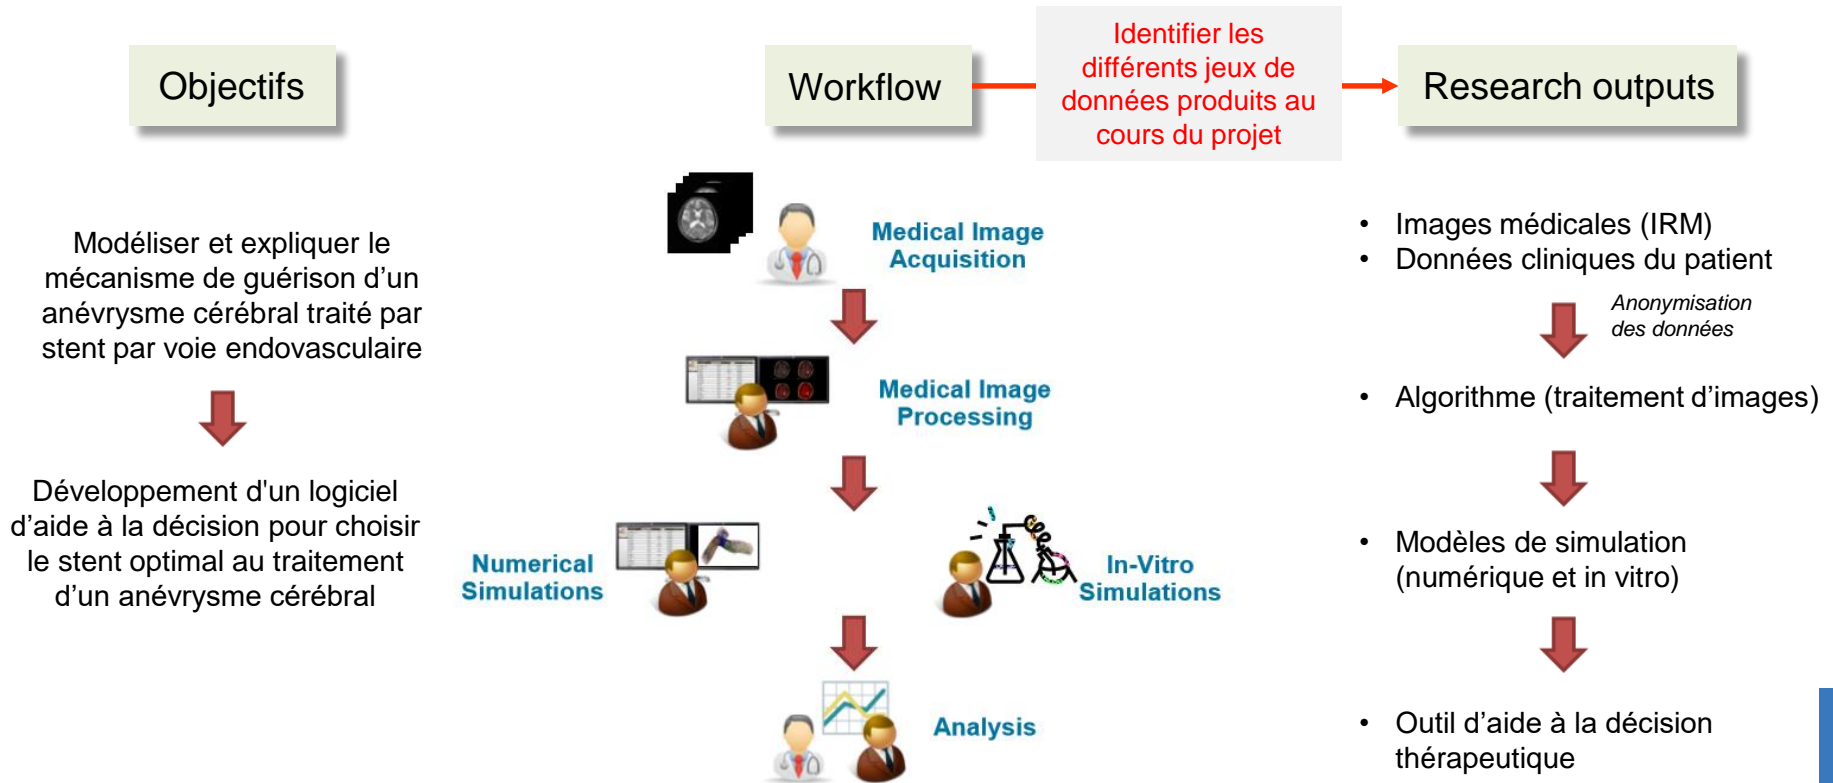 Objectifs
Workflow
Identifier les
différents jeux de
données produits au
cours du projet
Research outputs
Modéliser et expliquer le
mécanisme de guérison d’un
anévrysme cérébral traité par
stent par voie endovasculaire
Développement d'un logiciel
d’aide à la décision pour choisir
le stent optimal au traitement
d’un anévrysme cérébral
Medical Image
Acquisition
Medical Image
Processing
Numerical
Simulations
In-Vitro
Simulations
Analysis
• Images médicales (IRM)
• Données cliniques du patient
Anonymisation
des données
• Algorithme (traitement d’images)
• Modèles de simulation
(numérique et in vitro)
• Outil d’aide à la décision
thérapeutique